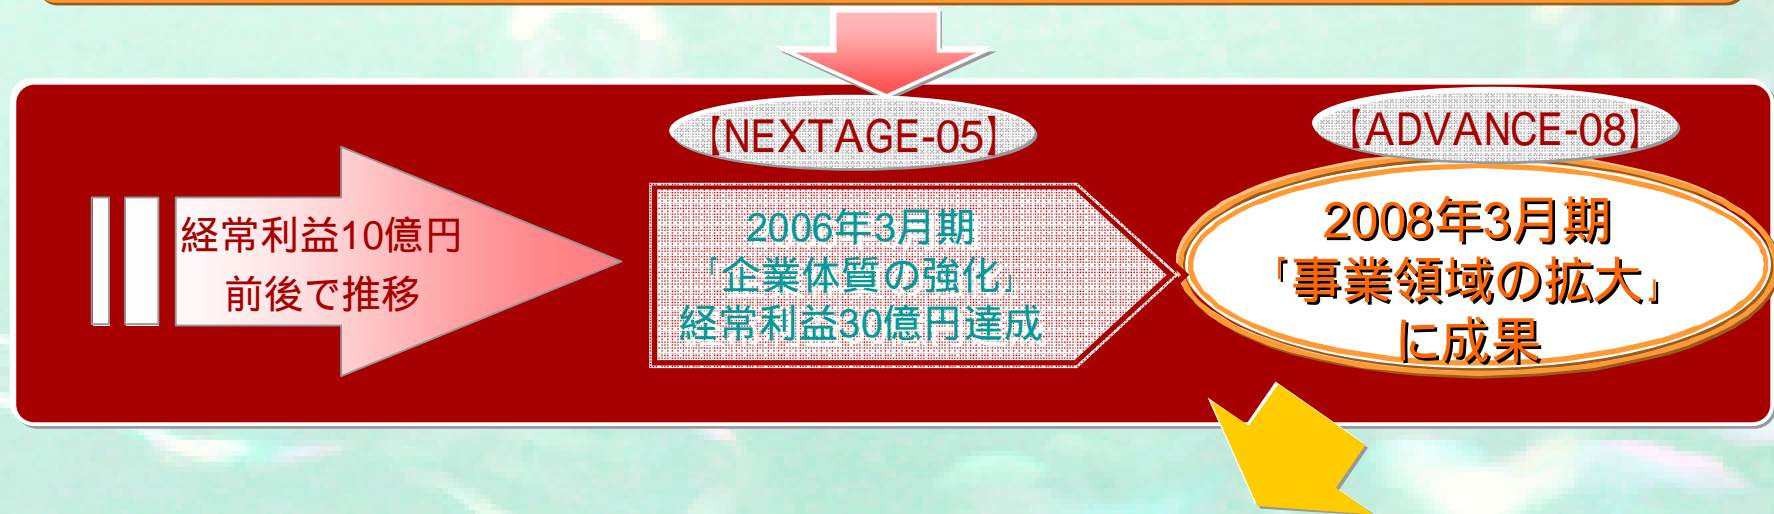 【NEXTAGE-05】
【ADVANCE-08】
経常利益10億円
前後で推移
2006年3月期
「企業体質の強化」
経常利益30億円達成
2008年3月期
「事業領域の拡大」
に成果